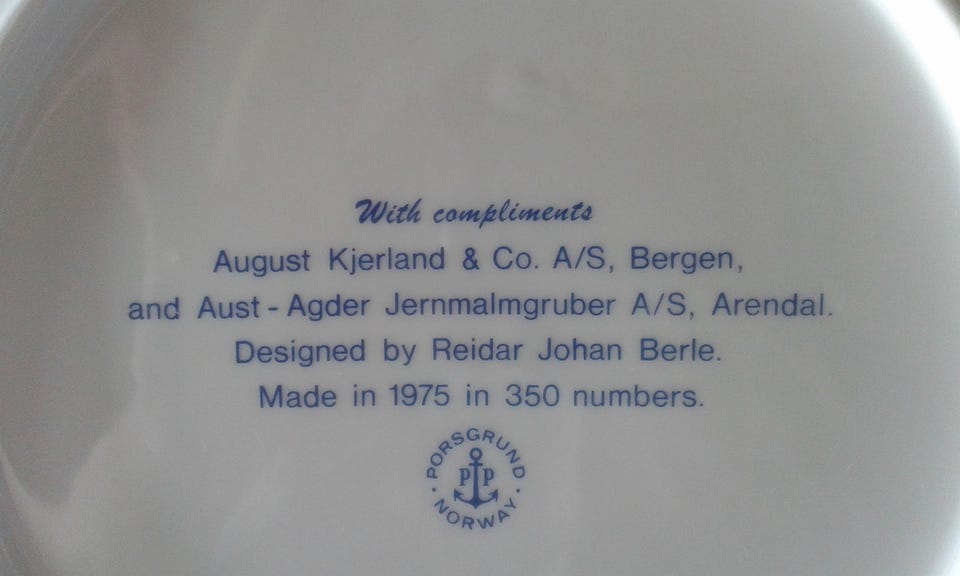 With compliments
August Kjerland & Co. A/S, Bergen,
and Aust - Agder Jernmalmgruber A/S, Arendal.
Designed by Reidar Johan Berle.
Made in 1975 in 350 numbers.
PORSGRUND
P P
NORWAY